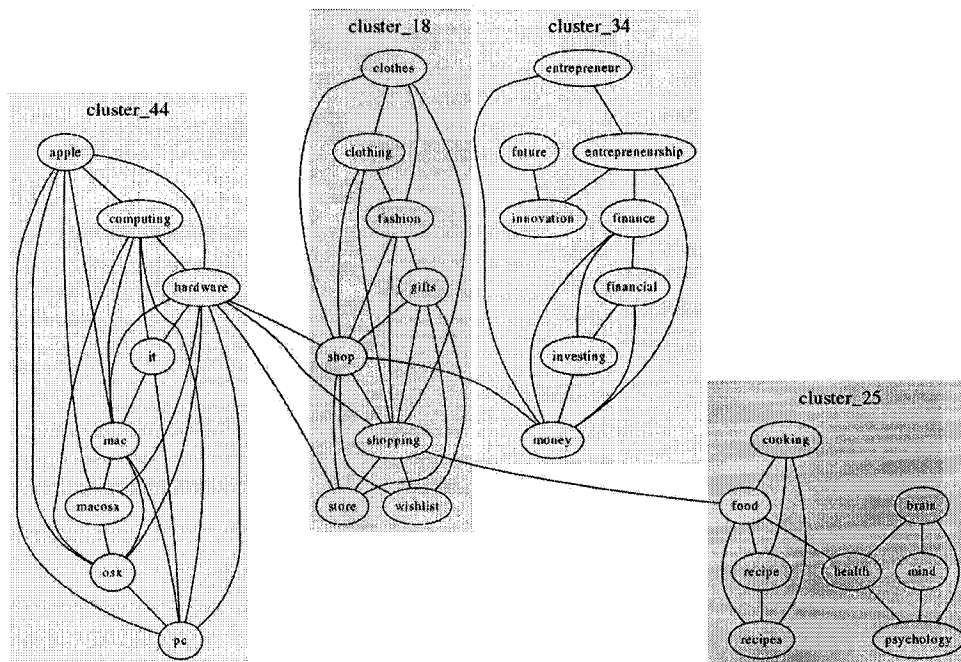 cluster_44
apple
computing
hardware
it
mac
macosx
osx
pc
cluster_18
clothes
clothing
fashion
gifts
shop
shopping
store
wishlist
cluster_34
entrepreneur
future
entrepreneurship
innovation
finance
financial
investing
money
cluster_25
cooking
food
brain
recipe
health
mind
recipes
psychology